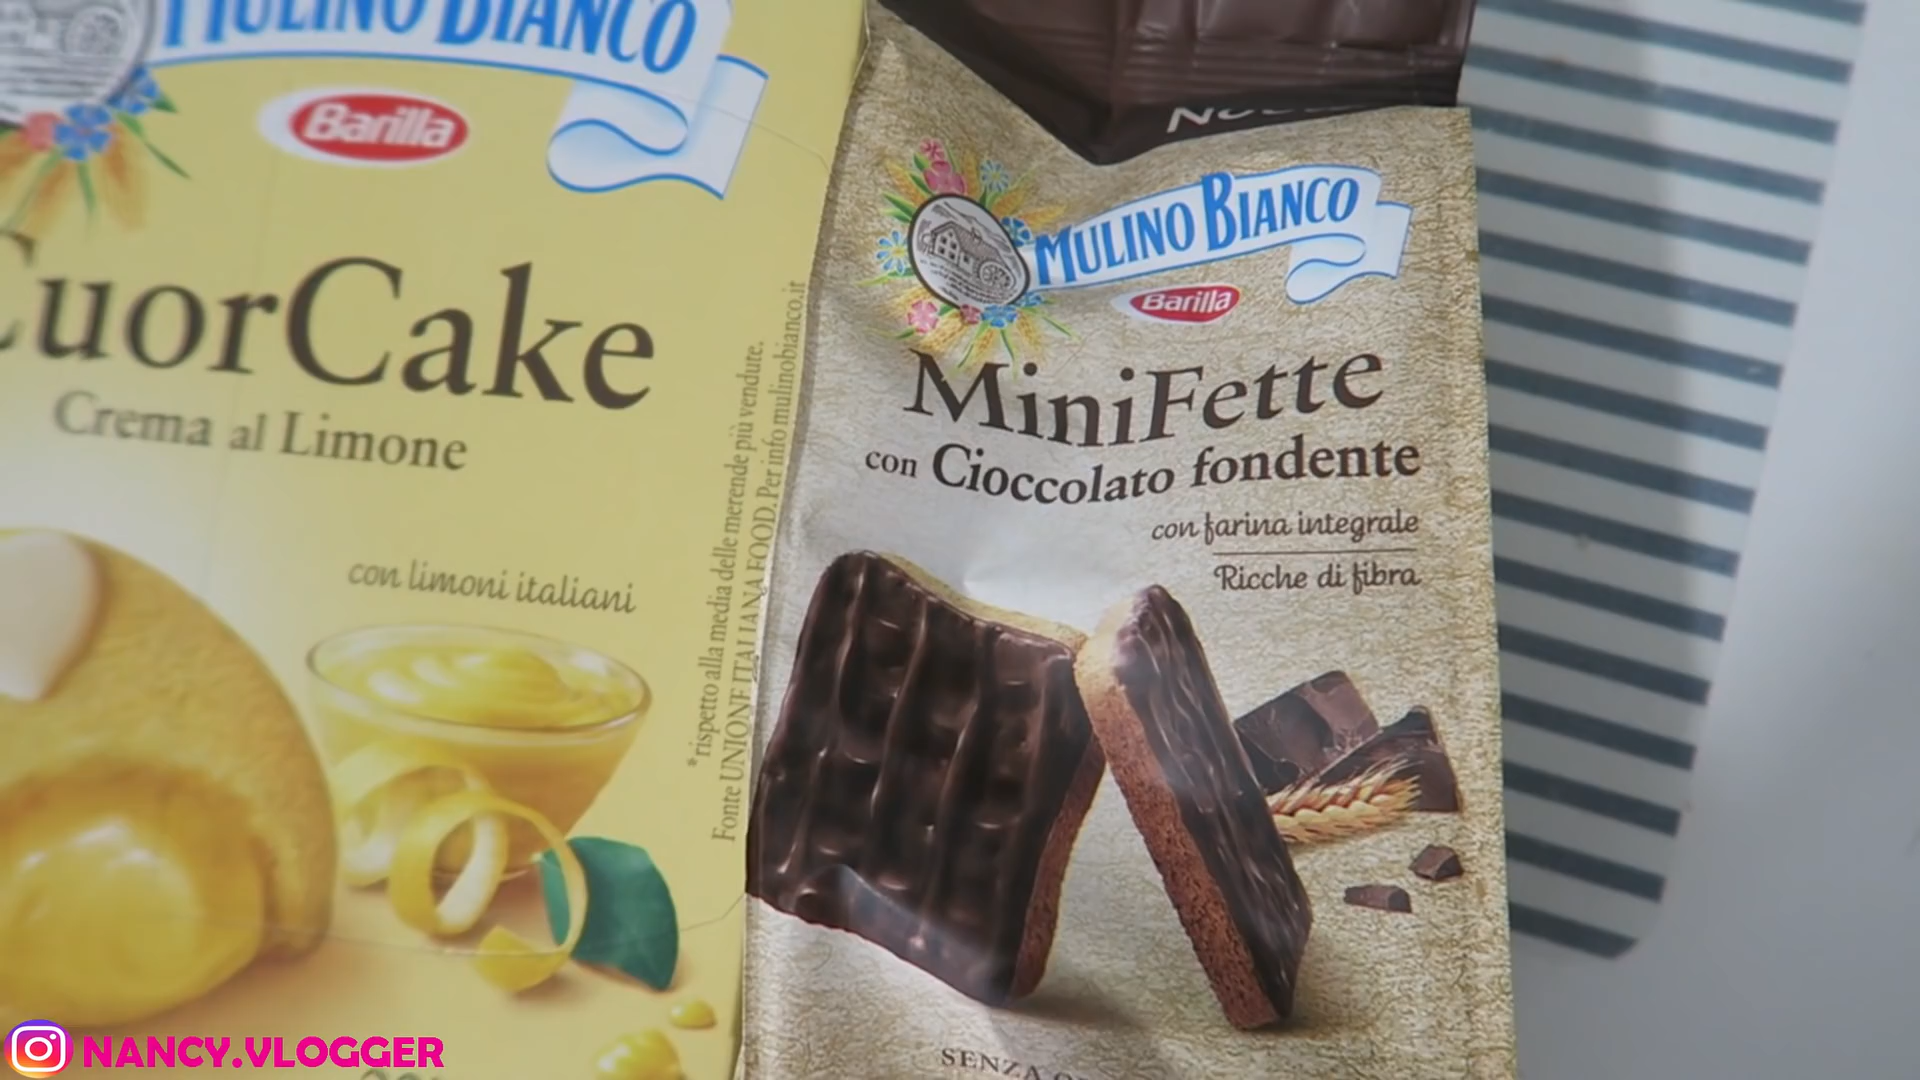 MULINO BIANCO
Barilla
CuorCake
Crema al Limone
con limoni italiani
*rispetto alla media delle merende più vendute.
Fonte UNIONE ITALIANA FOOD. Per info mulinobianco.it
MULINO BIANCO
Barilla
MiniFette
con Cioccolato fondente
con farina integrale
Ricche di fibra
SENZA
NANCY.VLOGGER